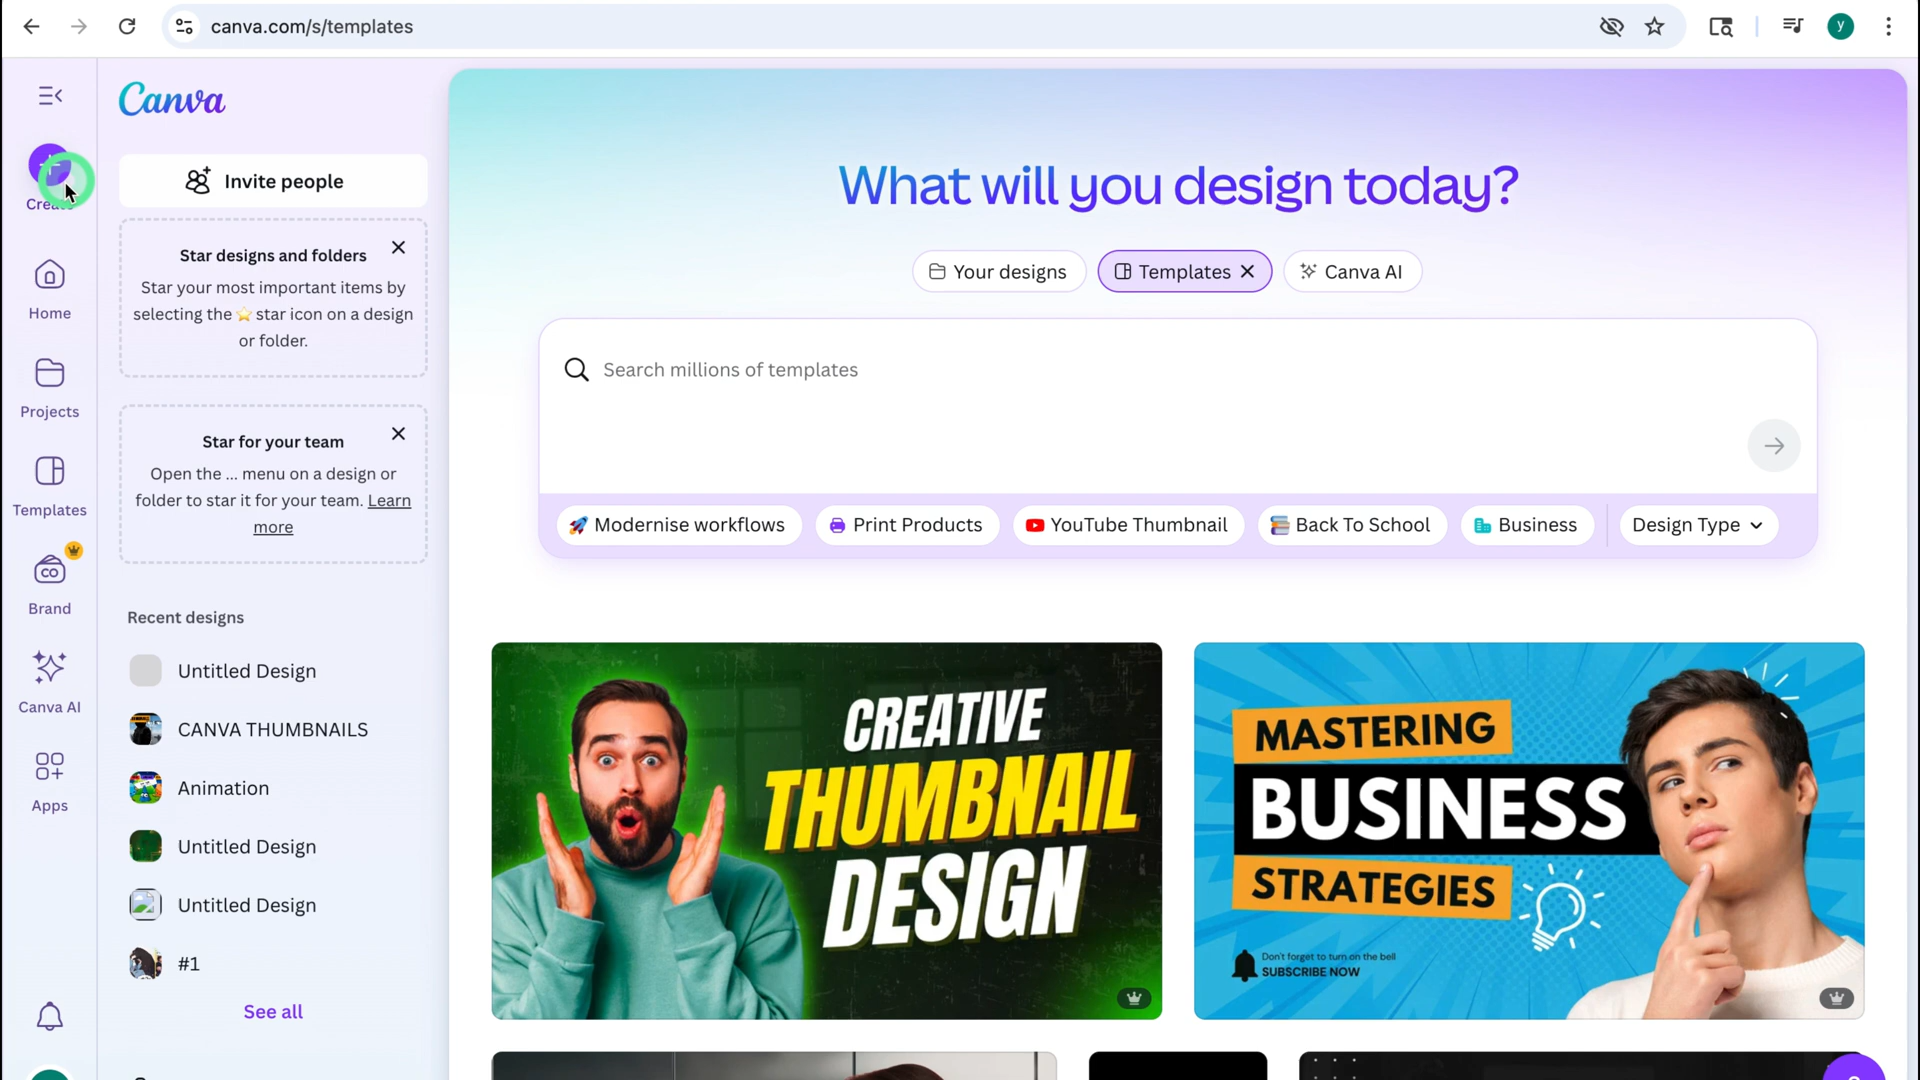 canva.com/s/templates
y
Canva
Create
Home
Projects
Templates
Brand
Canva AI
Apps
Invite people
Star designs and folders
Star your most important items by
selecting the ⭐ star icon on a design
or folder.
Star for your team
Open the ... menu on a design or
folder to star it for your team. Learn
more
Recent designs
Untitled Design
CANVA THUMBNAILS
Animation
Untitled Design
Untitled Design
#1
See all
What will you design today?
Your designs
Templates
Canva AI
Search millions of templates
Modernise workflows
Print Products
YouTube Thumbnail
Back To School
Business
Design Type
CREATIVE
THUMBNAIL
DESIGN
MASTERING
BUSINESS
STRATEGIES
Don't forget to turn on the bell
SUBSCRIBE NOW